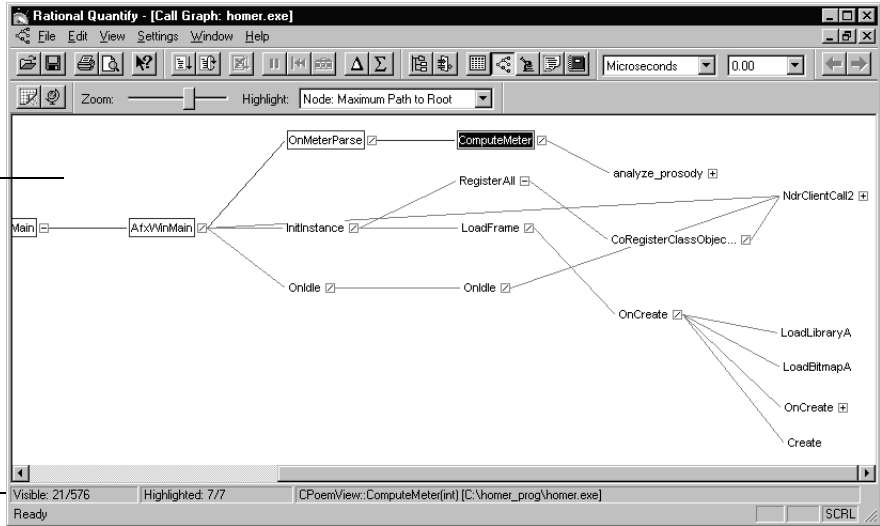 Rational Quantify - [Call Graph: homer.exe]
File Edit View Settings Window Help
Microseconds 0.00
Zoom: Highlight: Node: Maximum Path to Root
OnMeterParse ComputeMeter
analyze_prosody
RegisterAll
NdrClientCall2
Main AfxWinMain InitInstance LoadFrame
CoRegisterClassObjec...
OnIdle OnIdle
OnCreate
LoadLibraryA
LoadBitmapA
OnCreate
Create
Visible: 21/576 Highlighted: 7/7 CPoemView::ComputeMeter(int) [C:\homer_prog\homer.exe]
Ready SCRL